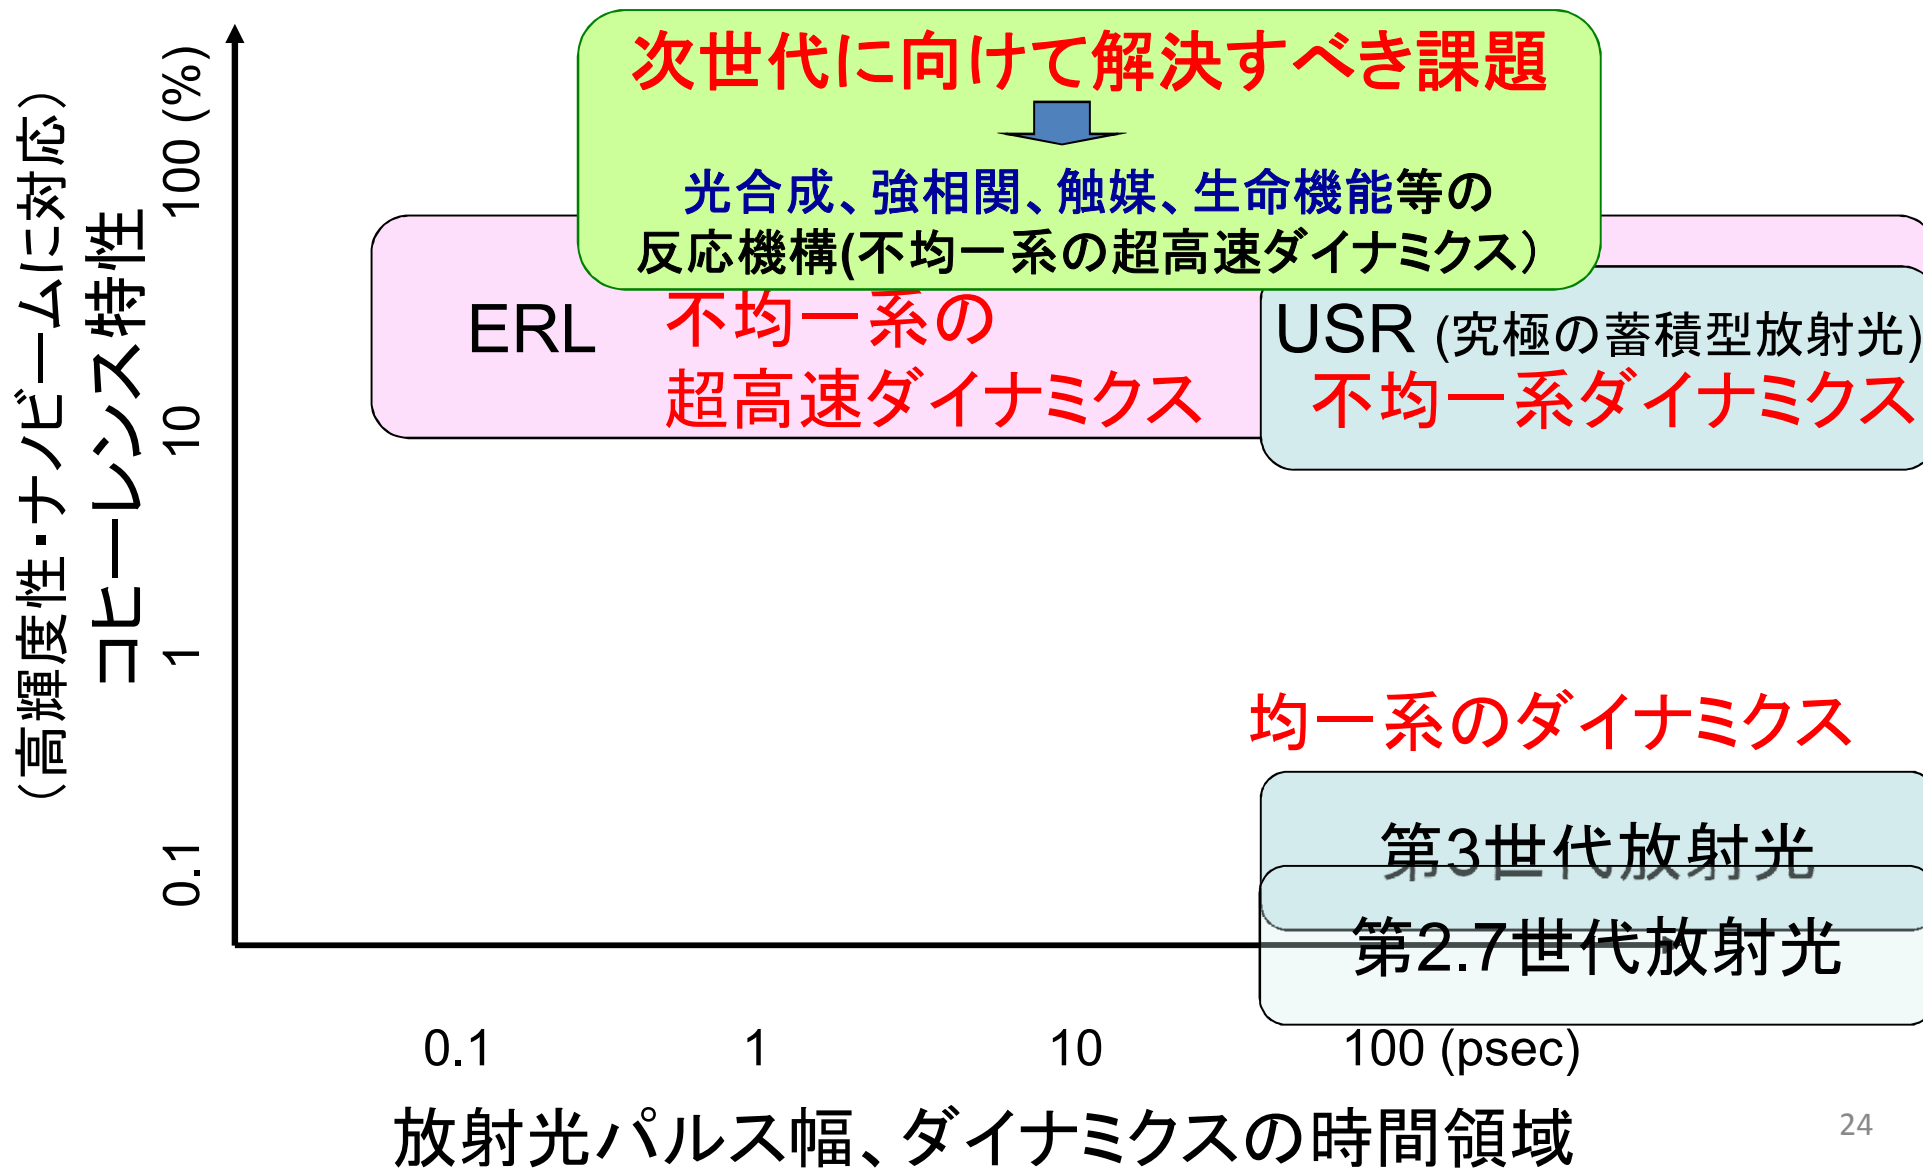 次世代に向けて解決すべき課題
光合成、強相関、触媒、生命機能等の
反応機構(不均一系の超高速ダイナミクス）
ERL
不均一系の
超高速ダイナミクス
USR (究極の蓄積型放射光)
不均一系ダイナミクス
均一系のダイナミクス
第3世代放射光
第2.7世代放射光
（高輝度性・ナノビームに対応）
コヒーレンス特性
100 (%)
10
1
0.1
0.1
1
10
100 (psec)
放射光パルス幅、ダイナミクスの時間領域
24